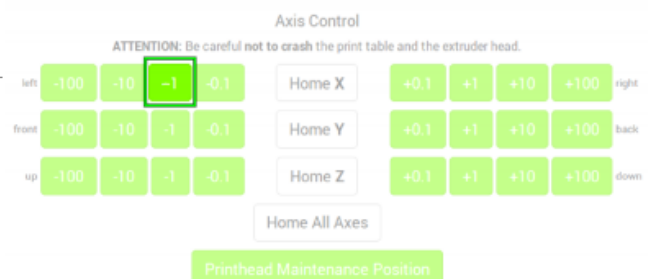 Axis Control
ATTENTION: Be careful not to crash the print table and the extruder head.
left -100 -10 -1 -0.1 Home X +0.1 +1 +10 +100 right
front -100 -10 -1 -0.1 Home Y +0.1 +1 +10 +100 back
up -100 -10 -1 -0.1 Home Z +0.1 +1 +10 +100 down
Home All Axes
Printhead Maintenance Position